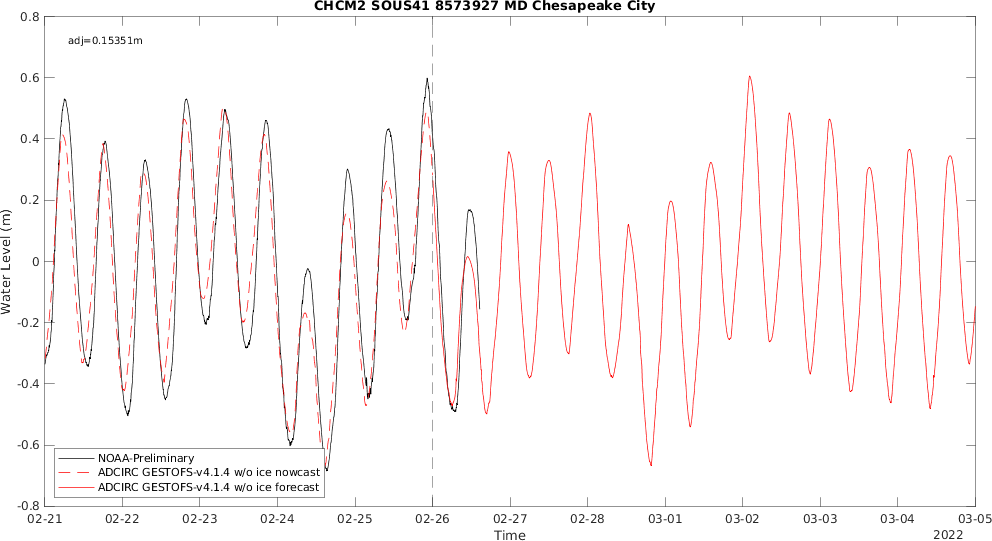 CHCM2 SOUS41 8573927 MD Chesapeake City
adj=0.15351m
Water Level (m)
0.8
0.6
0.4
0.2
0
-0.2
-0.4
-0.6
-0.8
NOAA-Preliminary
ADCIRC GESTOFS-v4.1.4 w/o ice nowcast
ADCIRC GESTOFS-v4.1.4 w/o ice forecast
02-21 02-22 02-23 02-24 02-25 02-26 02-27 02-28 03-01 03-02 03-03 03-04 03-05
Time
2022